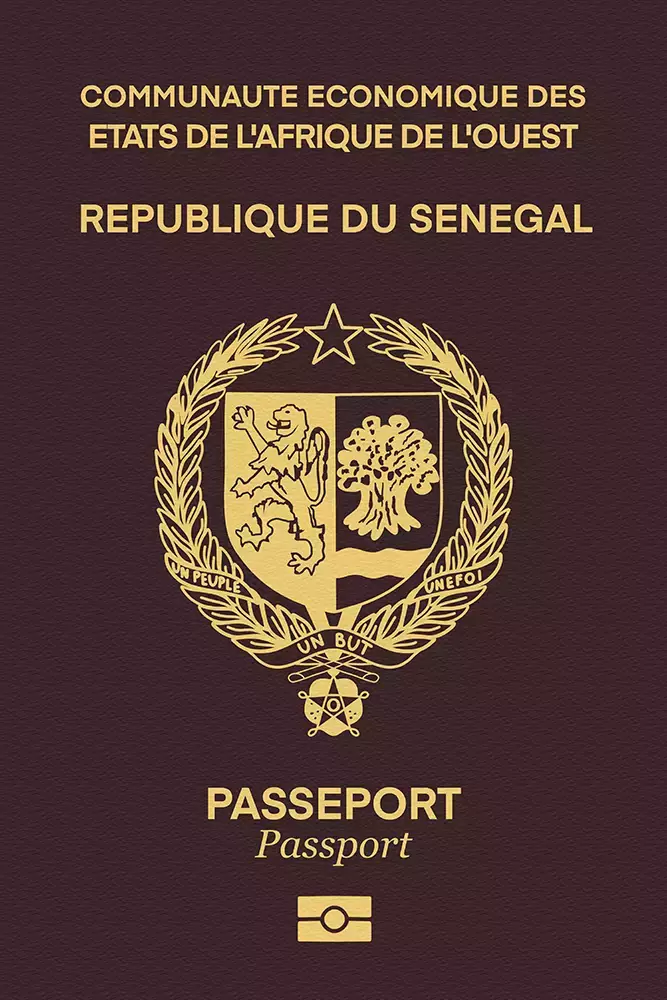 COMMUNAUTE ECONOMIQUE DES
ETATS DE L'AFRIQUE DE L'OUEST
REPUBLIQUE DU SENEGAL
UN PEUPLE
UN BUT
UNE FOI
PASSEPORT
Passport